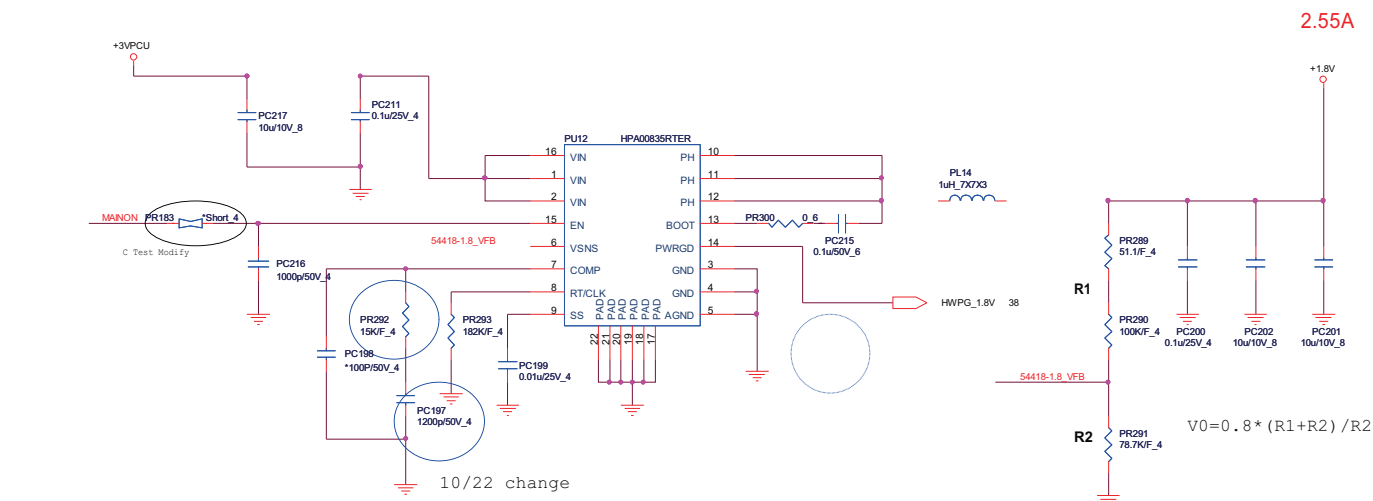 2.55A
+3VPCU
+1.8V
PC217
10u/10V_8
PC211
0.1u/25V_4
PU12
HPA00835RTER
16
VIN
PH
10
1
VIN
PH
11
2
VIN
PH
12
15
EN
BOOT
13
6
VSNS
PWRGD
14
7
COMP
GND
3
8
RT/CLK
GND
4
9
SS
AGND
5
PAD
PAD
PAD
PAD
PAD
PAD
22
21
20
19
18
17
MAINON
PR183
*Short_4
C Test Modify
PC216
1000p/50V_4
54418-1.8_VFB
PR300
0_6
PC215
0.1u/50V_6
PL14
1uH_7X7X3
PR289
51.1/F_4
R1
PR290
100K/F_4
PC200
0.1u/25V_4
PC202
10u/10V_8
PC201
10u/10V_8
HWPG_1.8V 38
PR292
15K/F_4
PR293
182K/F_4
PC198
*100P/50V_4
PC199
0.01u/25V_4
PC197
1200p/50V_4
54418-1.8_VFB
R2
PR291
78.7K/F_4
V0=0.8*(R1+R2)/R2
10/22 change